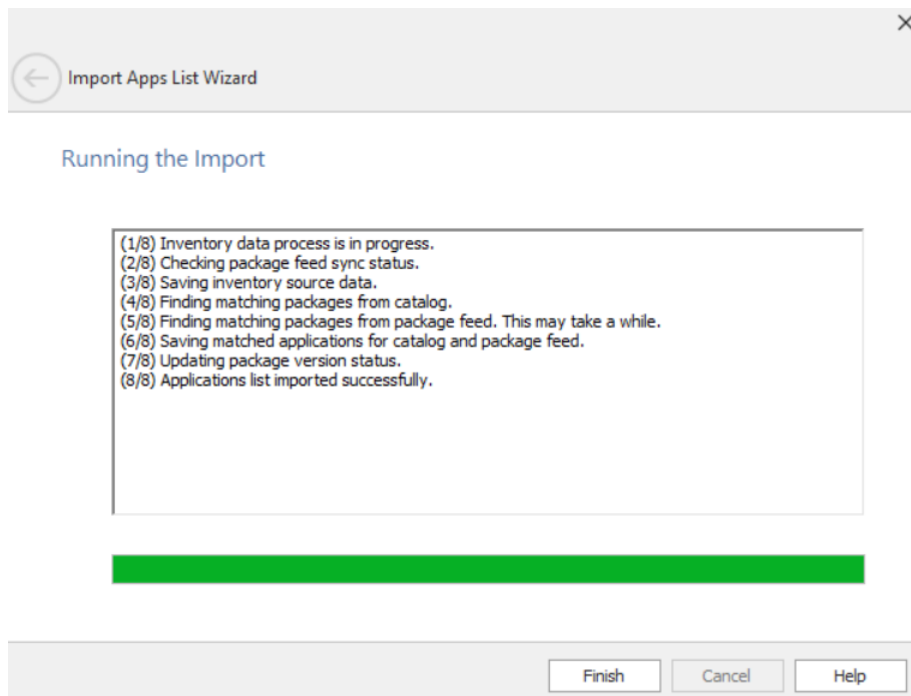 Import Apps List Wizard
Running the Import
(1/8) Inventory data process is in progress.
(2/8) Checking package feed sync status.
(3/8) Saving inventory source data.
(4/8) Finding matching packages from catalog.
(5/8) Finding matching packages from package feed. This may take a while.
(6/8) Saving matched applications for catalog and package feed.
(7/8) Updating package version status.
(8/8) Applications list imported successfully.
Finish Cancel Help